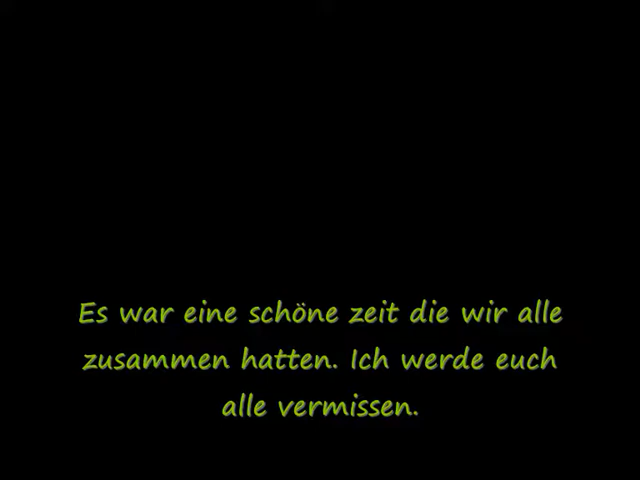 Es war eine schöne zeit die wir alle
zusammen hatten. Ich werde euch
alle vermissen.